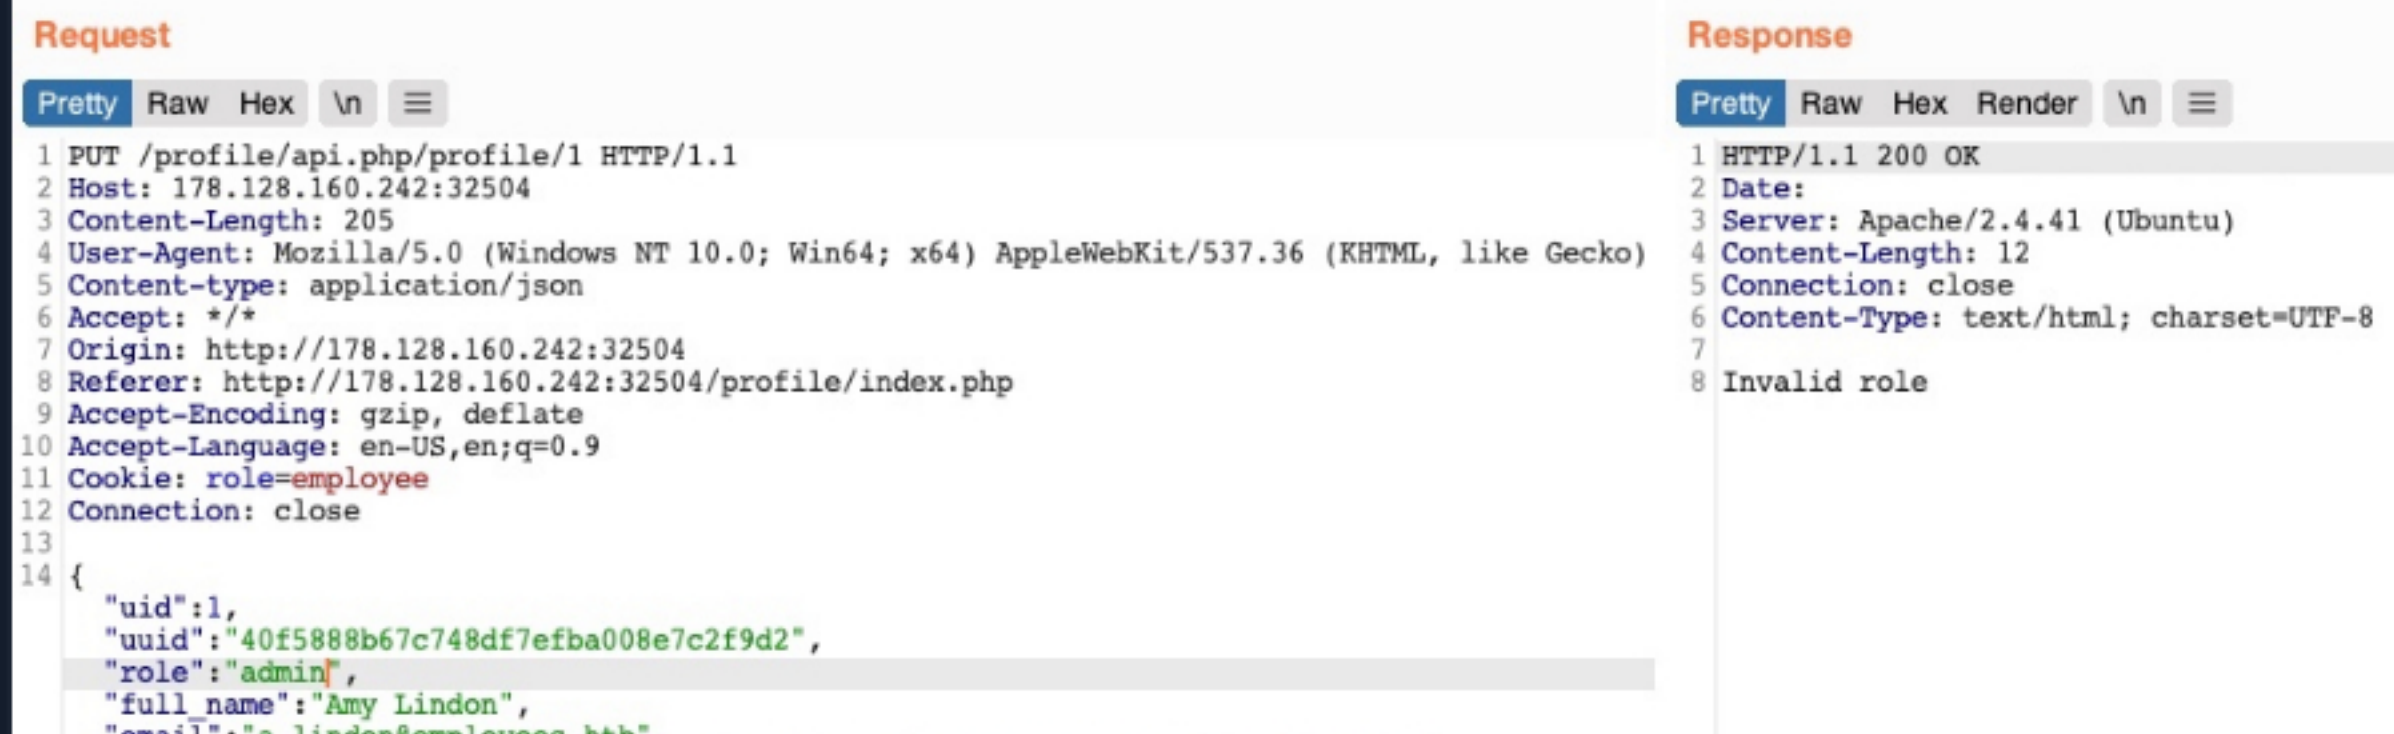 Request
Pretty Raw Hex \n
1 PUT /profile/api.php/profile/1 HTTP/1.1
2 Host: 178.128.160.242:32504
3 Content-Length: 205
4 User-Agent: Mozilla/5.0 (Windows NT 10.0; Win64; x64) AppleWebKit/537.36 (KHTML, like Gecko)
5 Content-type: application/json
6 Accept: */*
7 Origin: http://178.128.160.242:32504
8 Referer: http://178.128.160.242:32504/profile/index.php
9 Accept-Encoding: gzip, deflate
10 Accept-Language: en-US,en;q=0.9
11 Cookie: role=employee
12 Connection: close
13
14 {
"uid":1,
"uuid":"40f5888b67c748df7efba008e7c2f9d2",
"role":"admin",
"full_name":"Amy Lindon",
Response
Pretty Raw Hex Render \n
1 HTTP/1.1 200 OK
2 Date:
3 Server: Apache/2.4.41 (Ubuntu)
4 Content-Length: 12
5 Connection: close
6 Content-Type: text/html; charset=UTF-8
7
8 Invalid role